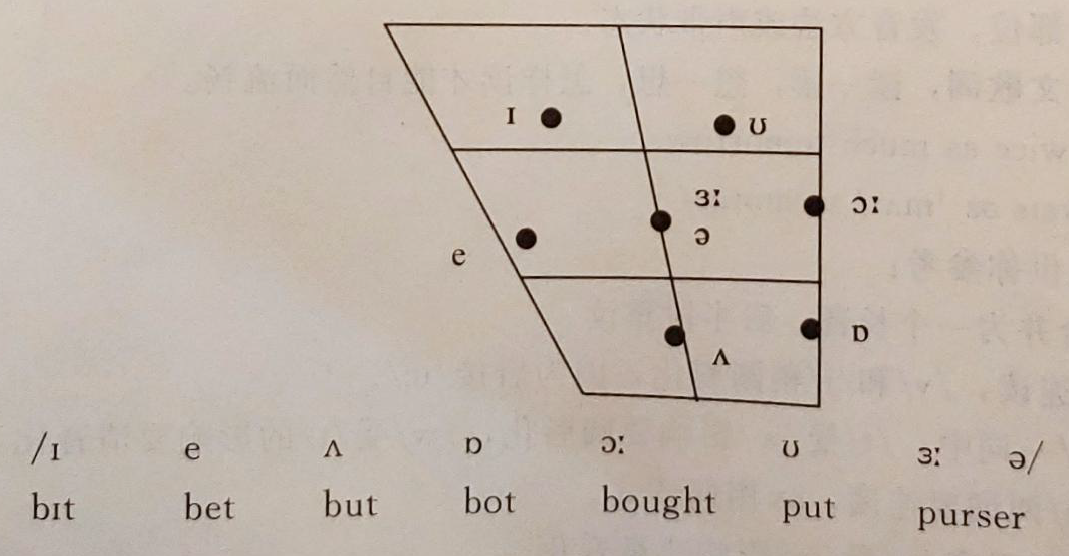 ɪ ʊ
ɜː ɔː
e ə
ʌ ɒ
/ɪ e ʌ ɒ ɔː ʊ ɜː ə/
bɪt bet but bot bought put purser